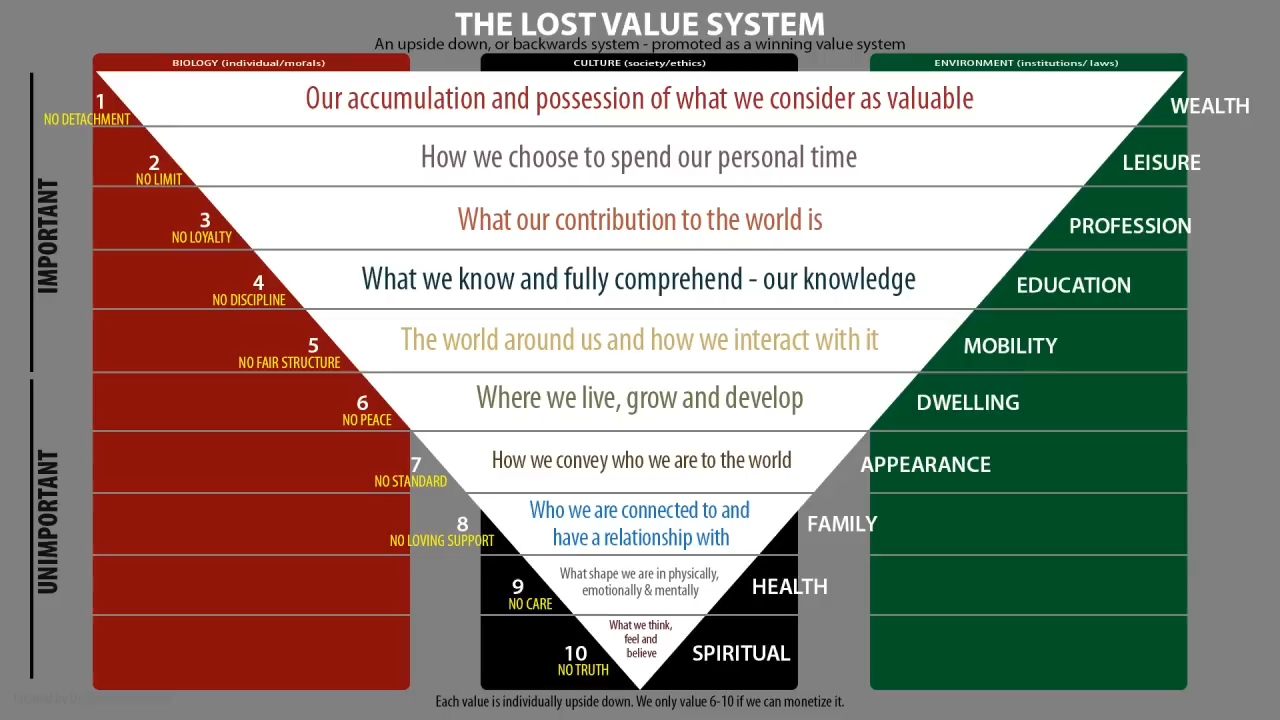 THE LOST VALUE SYSTEM
An upside down, or backwards system - promoted as a winning value system
BIOLOGY (individual/morals)
CULTURE (society/ethics)
ENVIRONMENT (institutions/ laws)
IMPORTANT
UNIMPORTANT
1
NO DETACHMENT
Our accumulation and possession of what we consider as valuable
WEALTH
2
NO LIMIT
How we choose to spend our personal time
LEISURE
3
NO LOYALTY
What our contribution to the world is
PROFESSION
4
NO DISCIPLINE
What we know and fully comprehend - our knowledge
EDUCATION
5
NO FAIR STRUCTURE
The world around us and how we interact with it
MOBILITY
6
NO PEACE
Where we live, grow and develop
DWELLING
7
NO STANDARD
How we convey who we are to the world
APPEARANCE
8
NO LOVING SUPPORT
Who we are connected to and
have a relationship with
FAMILY
9
NO CARE
What shape we are in physically,
emotionally & mentally
HEALTH
10
NO TRUTH
What we think,
feel and
believe
SPIRITUAL
Each value is individually upside down. We only value 6-10 if we can monetize it.